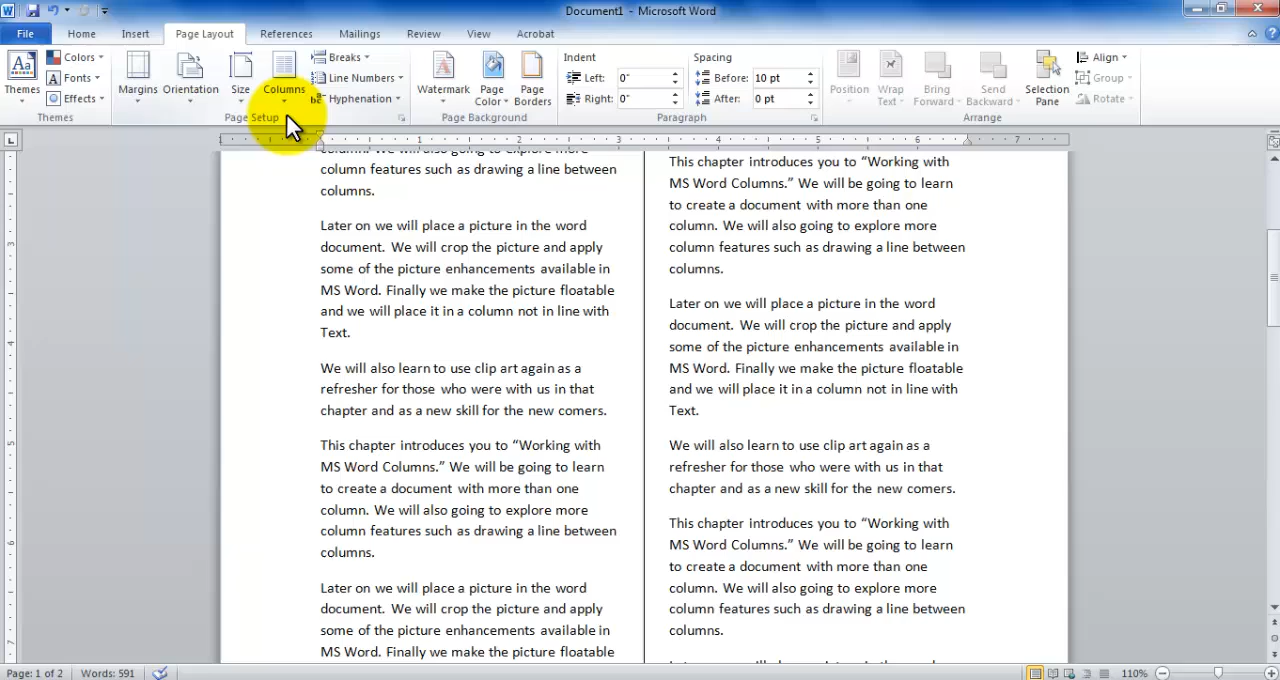 Document1 - Microsoft Word
File Home Insert Page Layout References Mailings Review View Acrobat
Themes
Colors
Fonts
Effects
Themes
Margins
Orientation
Size
Columns
Breaks
Line Numbers
Hyphenation
Page Setup
Watermark
Page Color
Page Borders
Page Background
Indent
Left: 0"
Right: 0"
Spacing
Before: 10 pt
After: 0 pt
Paragraph
Position
Wrap Text
Bring Forward
Send Backward
Selection Pane
Align
Group
Rotate
Arrange
1 1 2 3 4 5 6 7
3
4
5
6
7
column. We will also going to explore more
column features such as drawing a line between
columns.
Later on we will place a picture in the word
document. We will crop the picture and apply
some of the picture enhancements available in
MS Word. Finally we make the picture floatable
and we will place it in a column not in line with
Text.
We will also learn to use clip art again as a
refresher for those who were with us in that
chapter and as a new skill for the new comers.
This chapter introduces you to “Working with
MS Word Columns.” We will be going to learn
to create a document with more than one
column. We will also going to explore more
column features such as drawing a line between
columns.
Later on we will place a picture in the word
document. We will crop the picture and apply
some of the picture enhancements available in
MS Word. Finally we make the picture floatable
This chapter introduces you to “Working with
MS Word Columns.” We will be going to learn
to create a document with more than one
column. We will also going to explore more
column features such as drawing a line between
columns.
Later on we will place a picture in the word
document. We will crop the picture and apply
some of the picture enhancements available in
MS Word. Finally we make the picture floatable
and we will place it in a column not in line with
Text.
We will also learn to use clip art again as a
refresher for those who were with us in that
chapter and as a new skill for the new comers.
This chapter introduces you to “Working with
MS Word Columns.” We will be going to learn
to create a document with more than one
column. We will also going to explore more
column features such as drawing a line between
columns.
Page: 1 of 2 Words: 591 110%